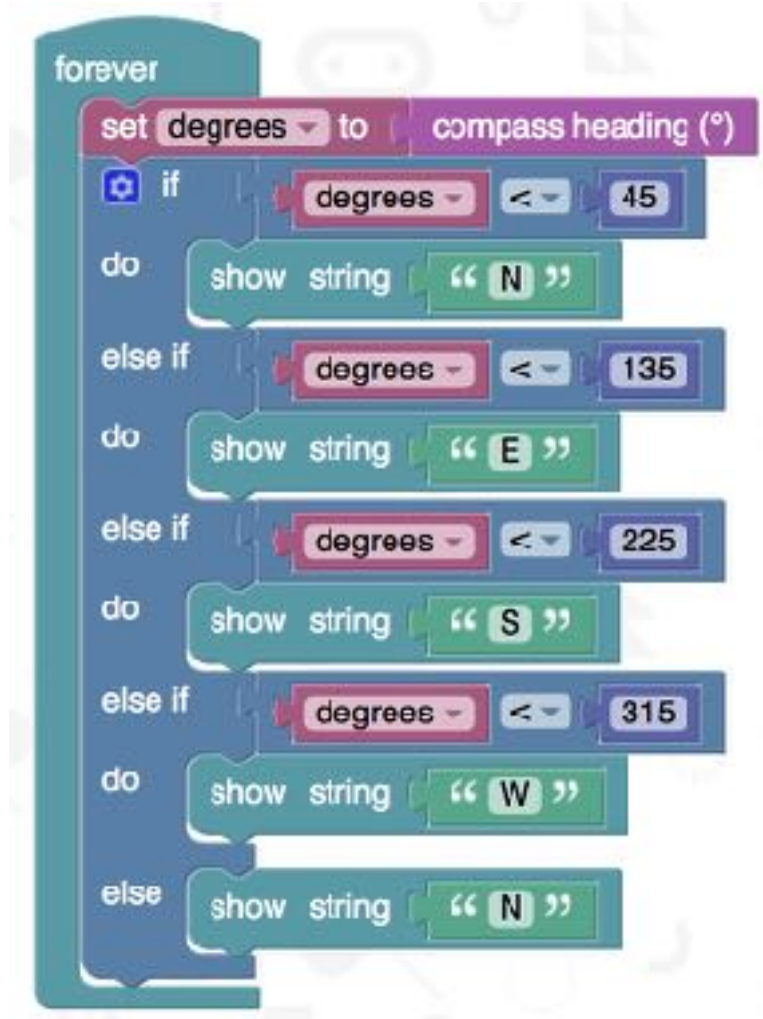 forever
set degrees to compass heading (°)
if degrees < 45
do show string “ N ”
else if degrees < 135
do show string “ E ”
else if degrees < 225
do show string “ S ”
else if degrees < 315
do show string “ W ”
else show string “ N ”